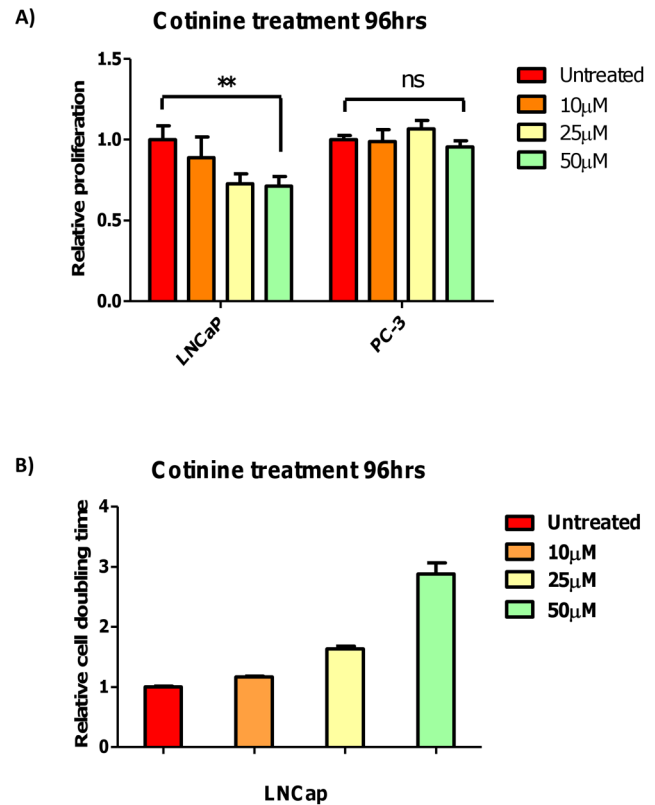 A)
Cotinine treatment 96hrs
Relative proliferation
1.5
1.0
0.5
0.0
**
ns
LNCaP
PC-3
Untreated
10μM
25μM
50μM
B)
Cotinine treatment 96hrs
Relative cell doubling time
4
3
2
1
0
LNCap
Untreated
10μM
25μM
50μM